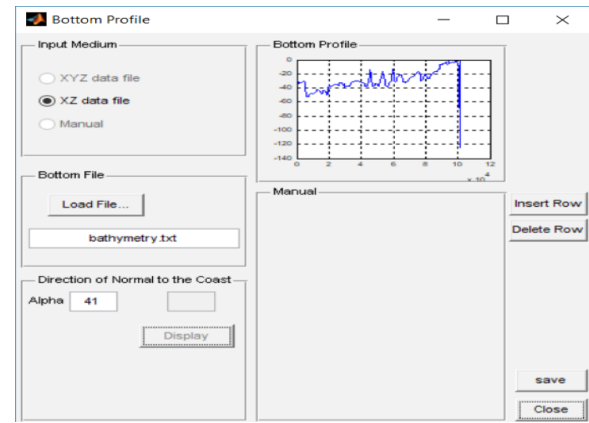 Bottom Profile
Input Medium
XYZ data file
XZ data file
Manual
Bottom File
Load File...
bathymetry.txt
Direction of Normal to the Coast
Alpha 41
Display
Bottom Profile
0
-20
-40
-60
-80
-100
-120
-140
0 2 4 6 8 10 12
x 10^4
Manual
Insert Row
Delete Row
save
Close